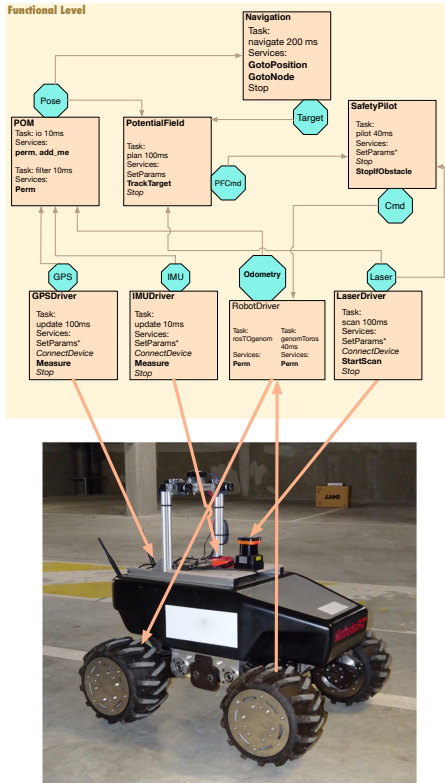 Functional Level
Navigation
Task:
navigate 200 ms
Services:
GotoPosition
GotoNode
Stop
Pose
Target
POM
Task: io 10ms
Services:
perm, add_me
Task: filter 10ms
Services:
Perm
PotentialField
Task:
plan 100ms
Services:
SetParams
TrackTarget
Stop
PFCmd
SafetyPilot
Task:
pilot 40ms
Services:
SetParams*
Stop
StopIfObstacle
Cmd
GPS
IMU
Odometry
Laser
GPSDriver
Task:
update 100ms
Services:
SetParams*
ConnectDevice
Measure
Stop
IMUDriver
Task:
update 10ms
Services:
SetParams*
ConnectDevice
Measure
Stop
RobotDriver
Task:
rosTOgenom
Services:
Perm
Task:
genomToros
40ms
Services:
Perm
LaserDriver
Task:
scan 100ms
Services:
SetParams*
ConnectDevice
StartScan
Stop